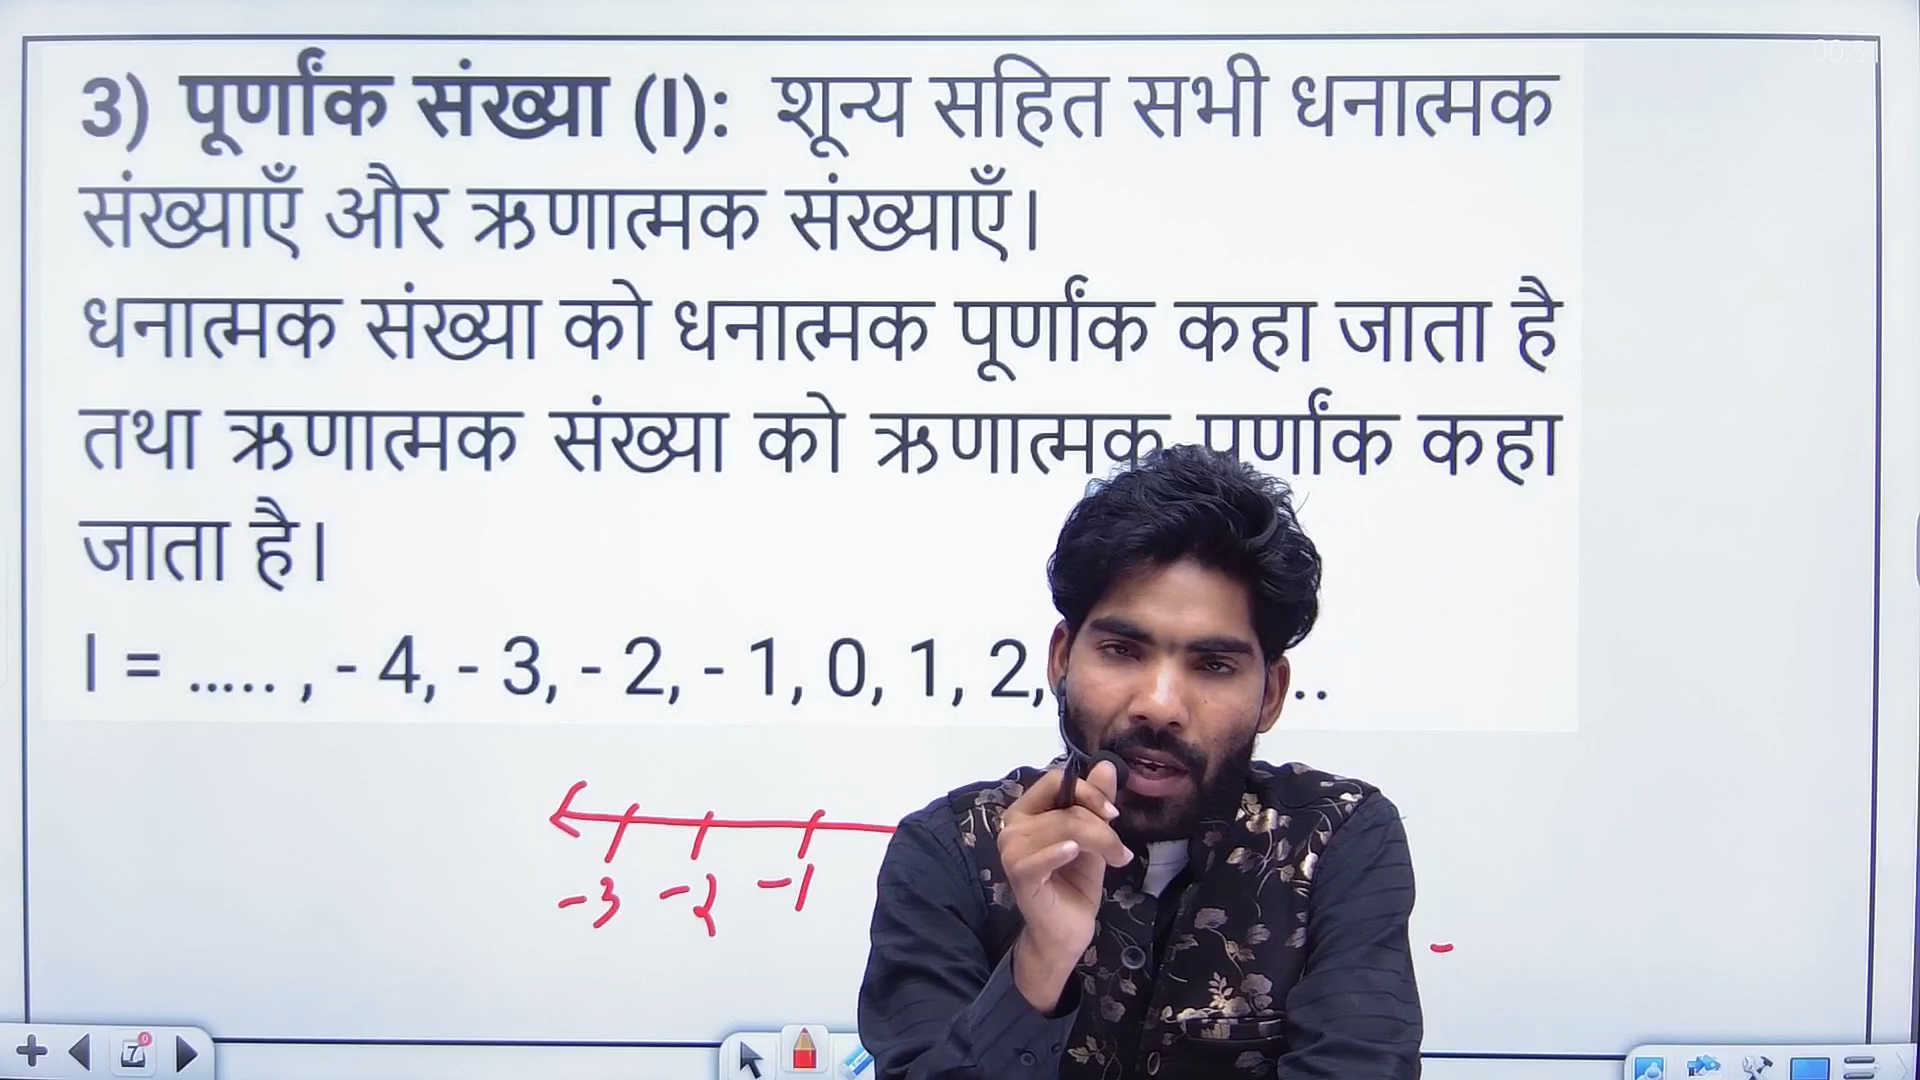 3) पूर्णांक संख्या (I): शून्य सहित सभी धनात्मक
संख्याएँ और ऋणात्मक संख्याएँ।
धनात्मक संख्या को धनात्मक पूर्णांक कहा जाता है
तथा ऋणात्मक संख्या को ऋणात्मक पूर्णांक कहा
जाता है।
I = ..... , - 4, - 3, - 2, - 1, 0, 1, 2,
-3 -2 -1
7